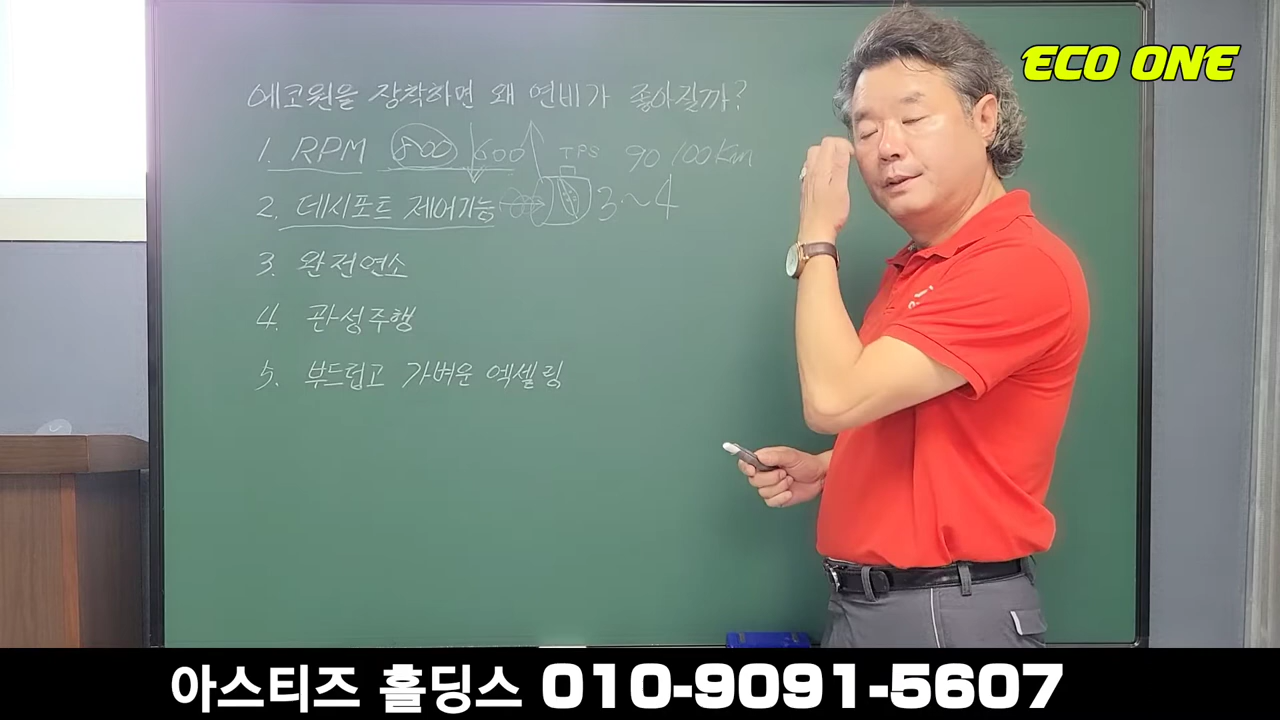 ECO ONE
에코원을 장착하면 왜 연비가 좋아질까?
1. RPM 800 600 TPS 90 100Km
2. 데시포트 제어기능 3~4
3. 완전연소
4. 관성주행
5. 부드럽고 가벼운 엑셀링
아스티즈 홀딩스 010-9091-5607